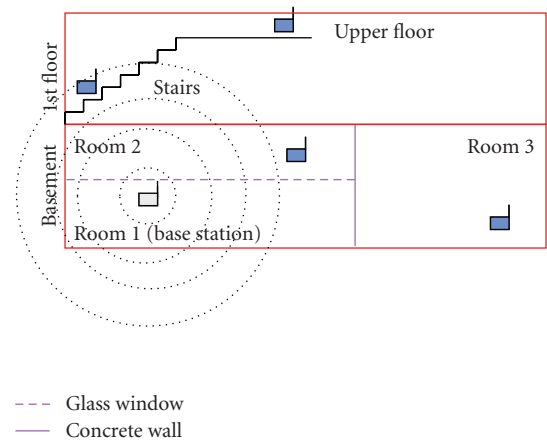 Upper floor
1st floor
Stairs
Basement
Room 2
Room 3
Room 1 (base station)
Glass window
Concrete wall